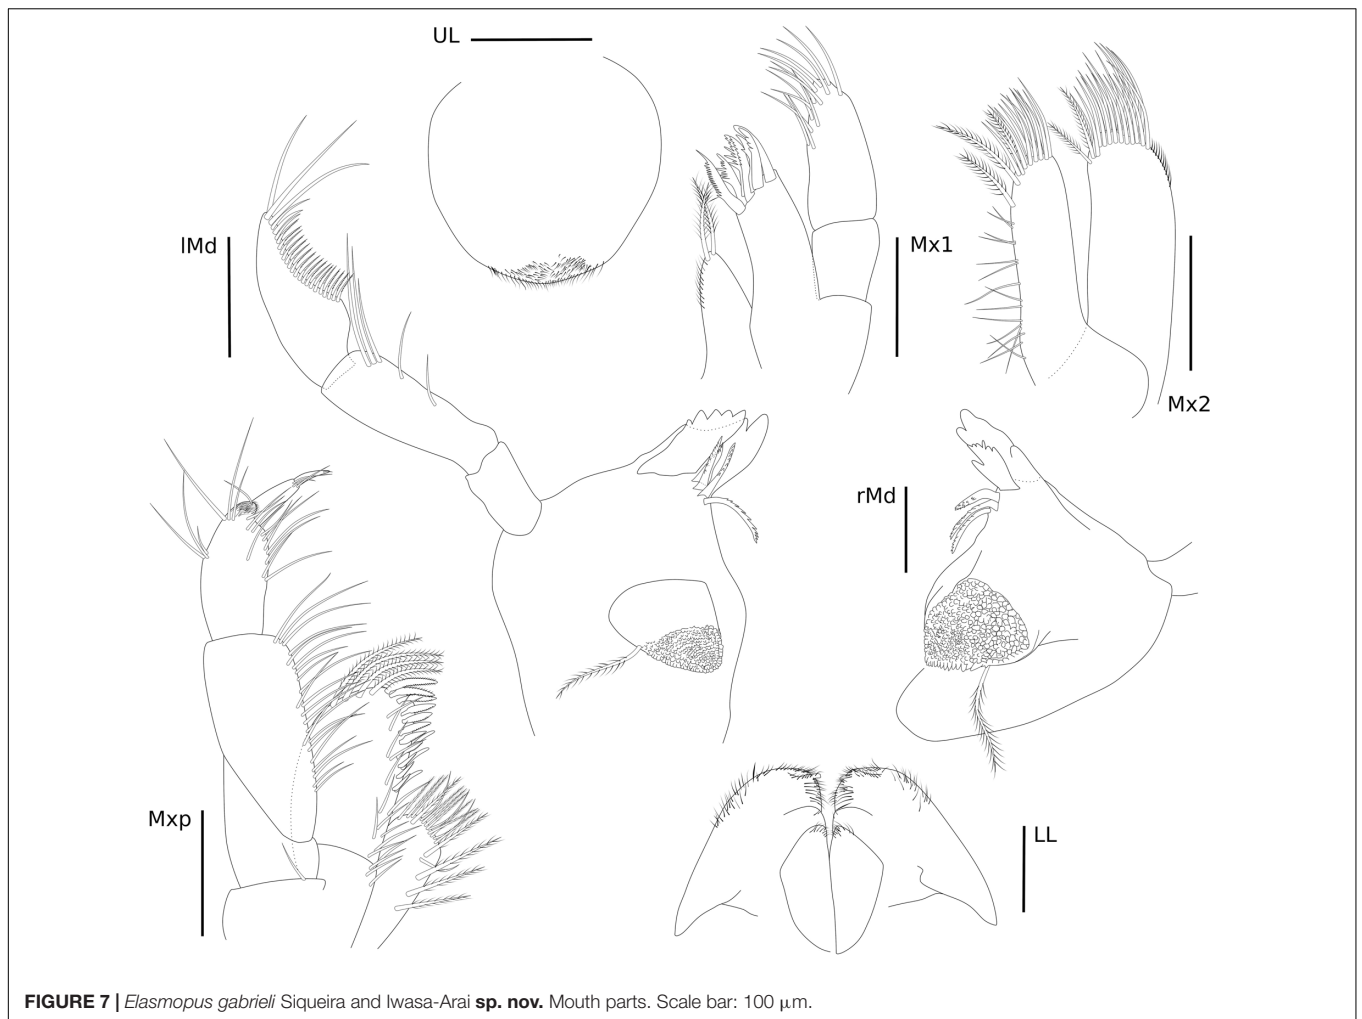 UL
lMd
Mx1
Mx2
rMd
Mxp
LL
FIGURE 7 | Elasmopus gabrieli Siqueira and Iwasa-Arai sp. nov. Mouth parts. Scale bar: 100 μm.